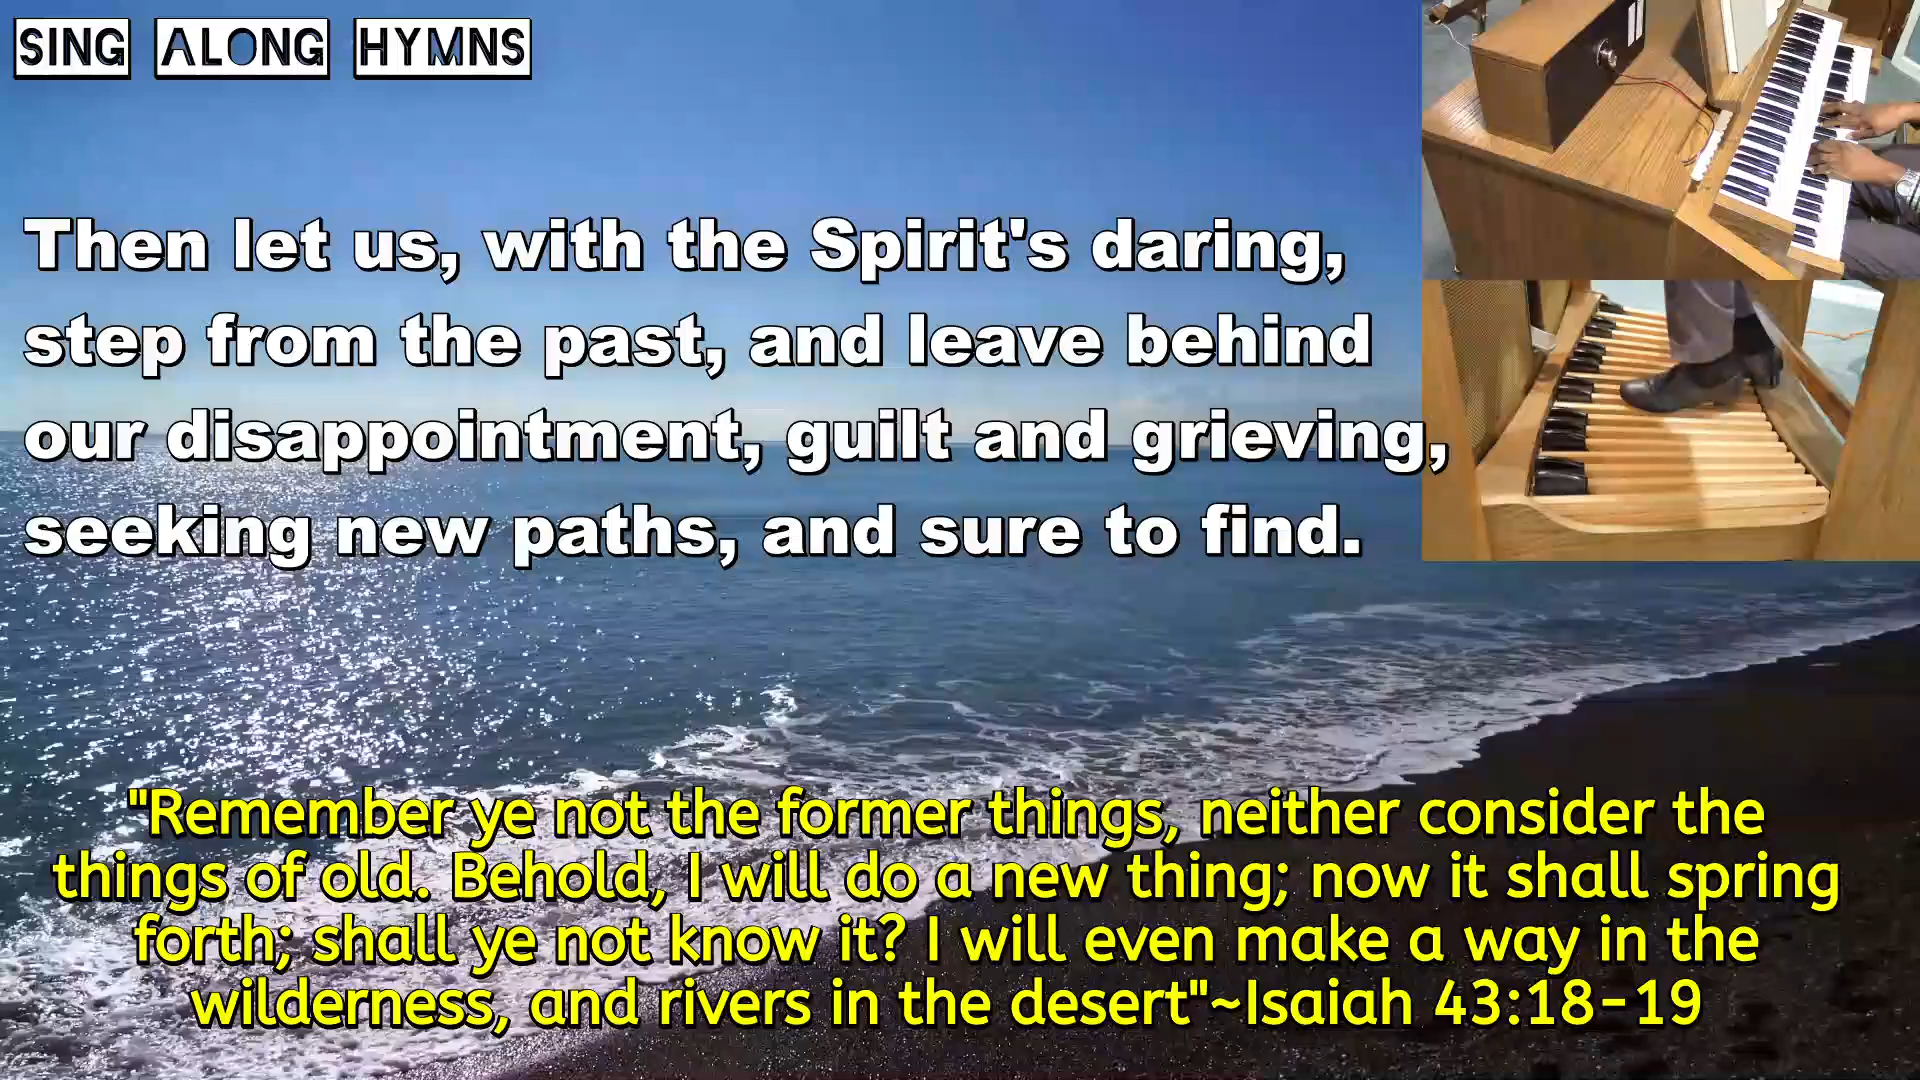 SING ALONG HYMNS
Then let us, with the Spirit's daring,
step from the past, and leave behind
our disappointment, guilt and grieving,
seeking new paths, and sure to find.
"Remember ye not the former things, neither consider the
things of old. Behold, I will do a new thing; now it shall spring
forth; shall ye not know it? I will even make a way in the
wilderness, and rivers in the desert"~Isaiah 43:18-19